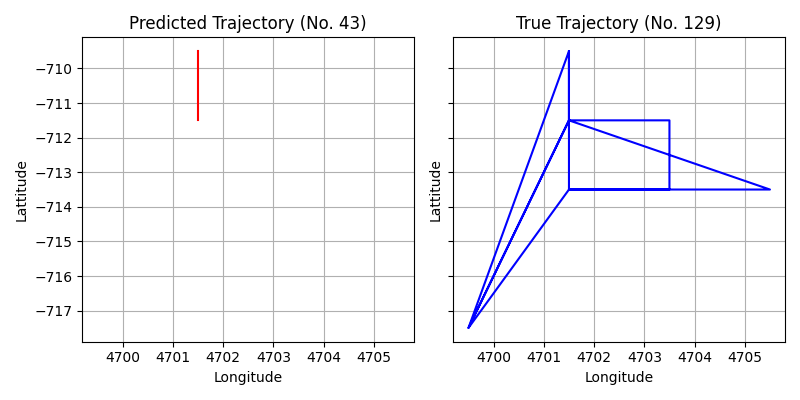 Predicted Trajectory (No. 43)
True Trajectory (No. 129)
−710
−711
−712
−713
−714
−715
−716
−717
Lattitude
Lattitude
4700 4701 4702 4703 4704 4705
4700 4701 4702 4703 4704 4705
Longitude
Longitude